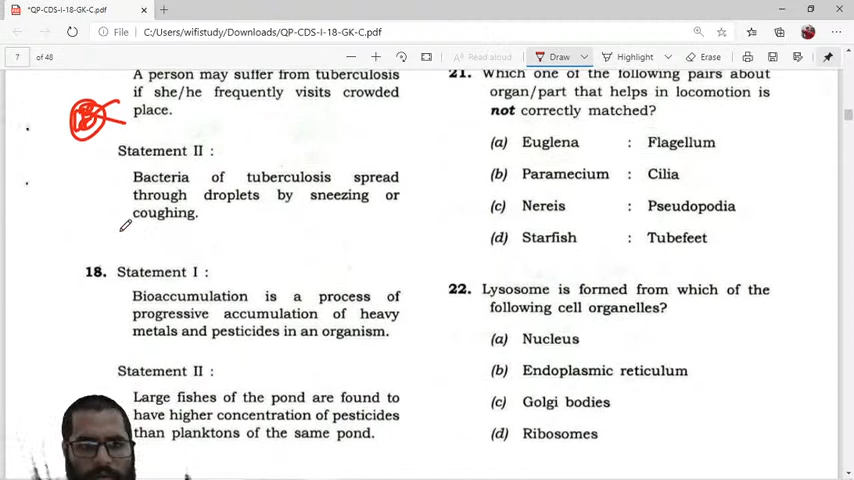 *QP-CDS-I-18-GK-C.pdf
File
C:/Users/wifistudy/Downloads/QP-CDS-I-18-GK-C.pdf
7
of 48
Read aloud
Draw
Highlight
Erase
A person may suffer from tuberculosis
if she/he frequently visits crowded
place.
Statement II :
Bacteria of tuberculosis spread
through droplets by sneezing or
coughing.
18. Statement I :
Bioaccumulation is a process of
progressive accumulation of heavy
metals and pesticides in an organism.
Statement II :
Large fishes of the pond are found to
have higher concentration of pesticides
than planktons of the same pond.
21. Which one of the following pairs about
organ/part that helps in locomotion is
not correctly matched?
(a) Euglena : Flagellum
(b) Paramecium : Cilia
(c) Nereis : Pseudopodia
(d) Starfish : Tubefeet
22. Lysosome is formed from which of the
following cell organelles?
(a) Nucleus
(b) Endoplasmic reticulum
(c) Golgi bodies
(d) Ribosomes